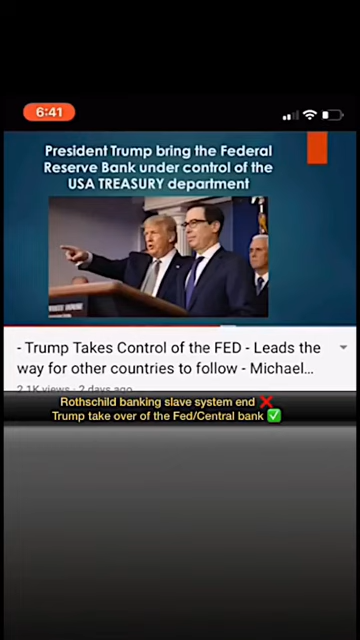 6:41
President Trump bring the Federal
Reserve Bank under control of the
USA TREASURY department
- Trump Takes Control of the FED - Leads the
way for other countries to follow - Michael...
2.1K views · 2 days ago
Rothschild banking slave system end ❌
Trump take over of the Fed/Central bank ✅